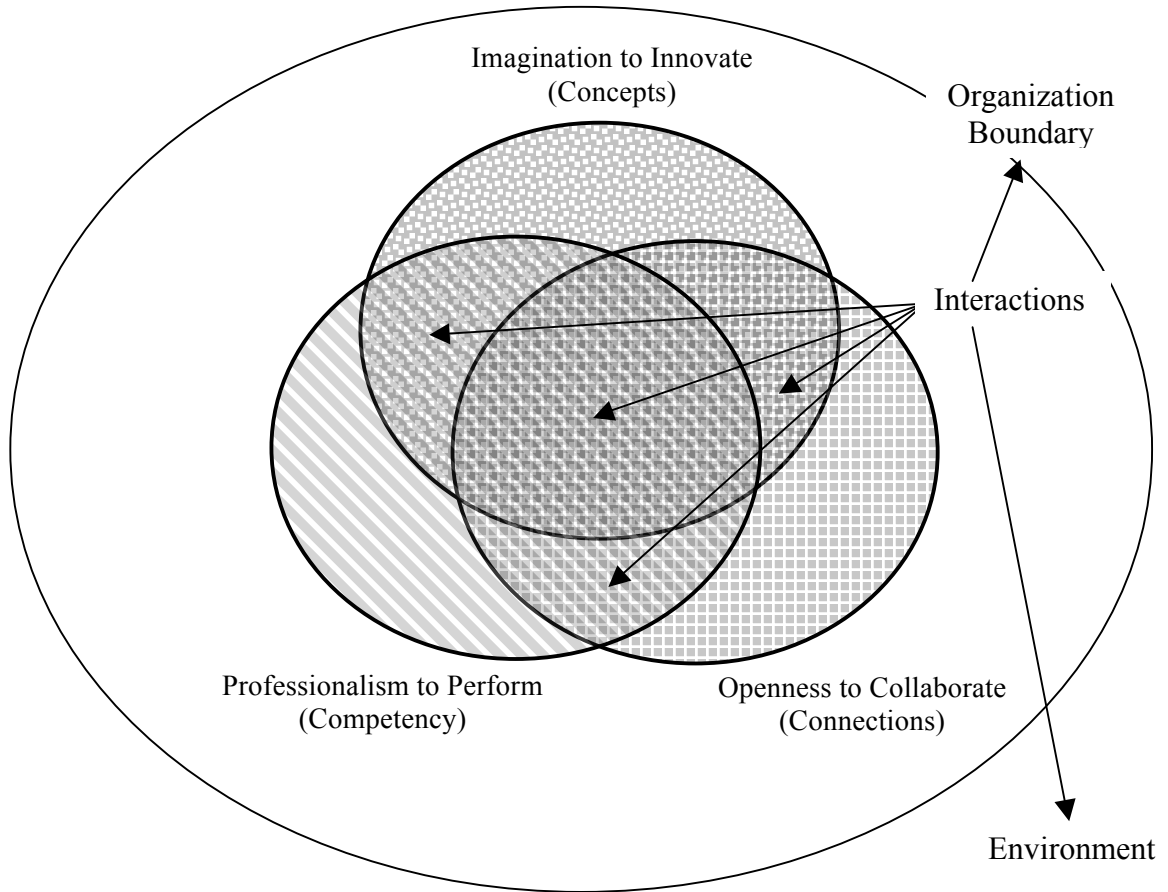 Imagination to Innovate
(Concepts)
Organization
Boundary
Interactions
Professionalism to Perform
(Competency)
Openness to Collaborate
(Connections)
Environment